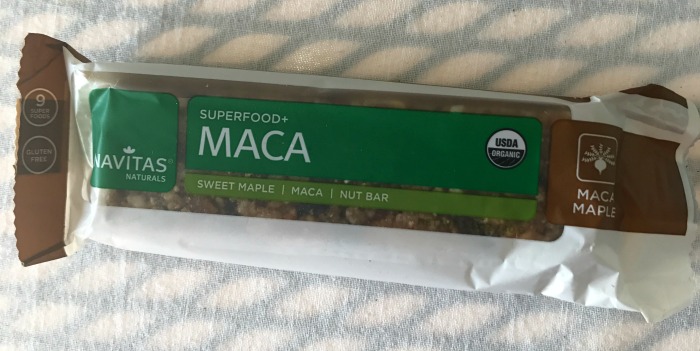 9
SUPER
FOODS
GLUTEN
FREE
NAVITAS®
NATURALS
SUPERFOOD+
MACA
SWEET MAPLE | MACA | NUT BAR
USDA
ORGANIC
MACA
MAPLE